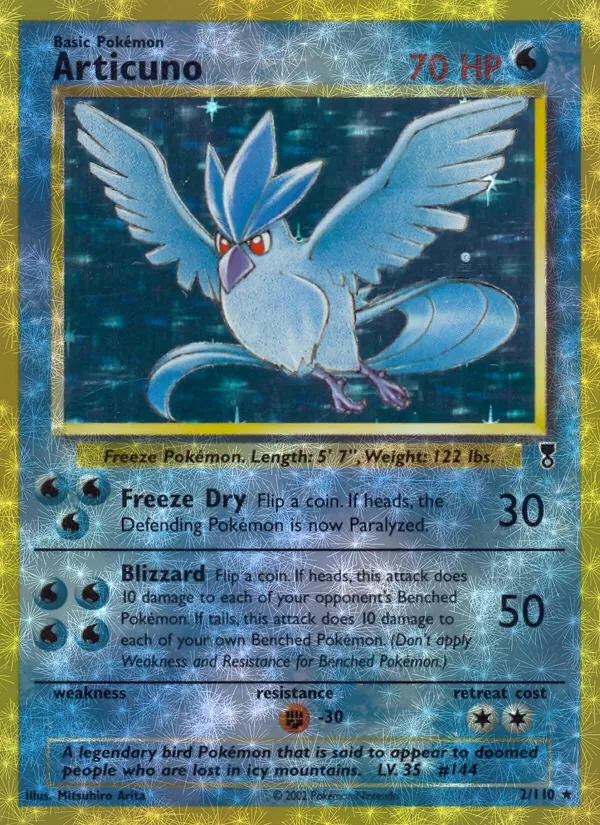 Basic Pokémon
Articuno 70 HP
Freeze Pokémon. Length: 5' 7", Weight: 122 lbs.
Freeze Dry Flip a coin. If heads, the
Defending Pokémon is now Paralyzed.
30
Blizzard Flip a coin. If heads, this attack does
10 damage to each of your opponent's Benched
Pokémon. If tails, this attack does 10 damage to
each of your own Benched Pokémon. (Don't apply
Weakness and Resistance for Benched Pokémon.)
50
weakness resistance retreat cost
-30
A legendary bird Pokémon that is said to appear to doomed
people who are lost in icy mountains. LV. 35 #144
Illus. Mitsuhiro Arita © 2002 Pokémon/Nintendo 2/110